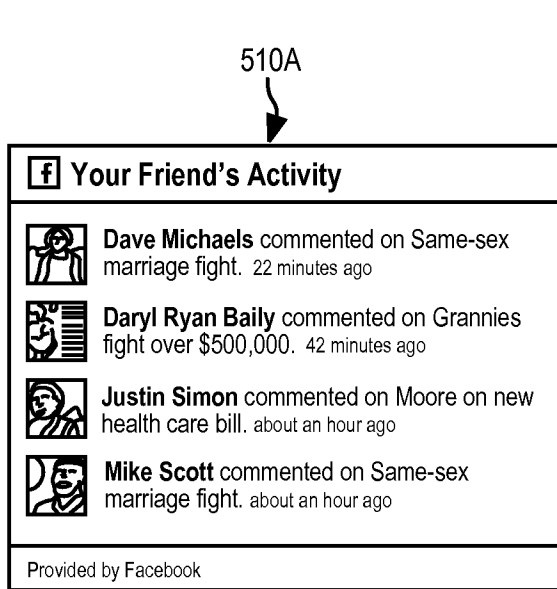 510A
f Your Friend's Activity
Dave Michaels commented on Same-sex
marriage fight. 22 minutes ago
Daryl Ryan Baily commented on Grannies
fight over $500,000. 42 minutes ago
Justin Simon commented on Moore on new
health care bill. about an hour ago
Mike Scott commented on Same-sex
marriage fight. about an hour ago
Provided by Facebook